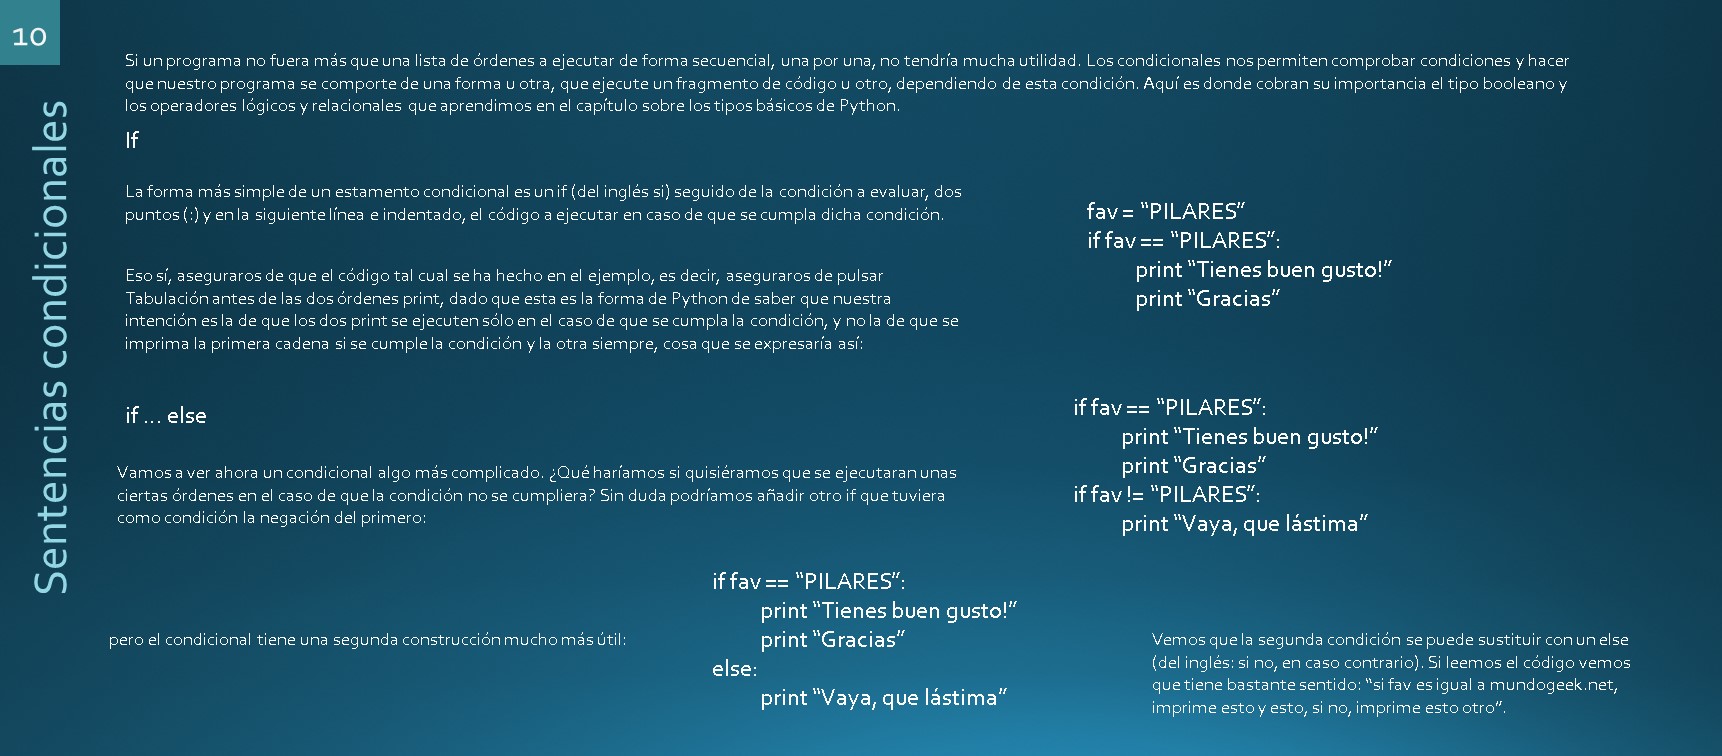 10
Sentencias condicionales
Si un programa no fuera más que una lista de órdenes a ejecutar de forma secuencial, una por una, no tendría mucha utilidad. Los condicionales nos permiten comprobar condiciones y hacer
que nuestro programa se comporte de una forma u otra, que ejecute un fragmento de código u otro, dependiendo de esta condición. Aquí es donde cobran su importancia el tipo booleano y
los operadores lógicos y relacionales que aprendimos en el capítulo sobre los tipos básicos de Python.
If
La forma más simple de un estamento condicional es un if (del inglés si) seguido de la condición a evaluar, dos
puntos (:) y en la siguiente línea e indentado, el código a ejecutar en caso de que se cumpla dicha condición.
fav = “PILARES”
if fav == “PILARES”:
print “Tienes buen gusto!”
print “Gracias”
Eso sí, aseguraros de que el código tal cual se ha hecho en el ejemplo, es decir, aseguraros de pulsar
Tabulación antes de las dos órdenes print, dado que esta es la forma de Python de saber que nuestra
intención es la de que los dos print se ejecuten sólo en el caso de que se cumpla la condición, y no la de que se
imprima la primera cadena si se cumple la condición y la otra siempre, cosa que se expresaría así:
if … else
Vamos a ver ahora un condicional algo más complicado. ¿Qué haríamos si quisiéramos que se ejecutaran unas
ciertas órdenes en el caso de que la condición no se cumpliera? Sin duda podríamos añadir otro if que tuviera
como condición la negación del primero:
if fav == “PILARES”:
print “Tienes buen gusto!”
print “Gracias”
if fav != “PILARES”:
print “Vaya, que lástima”
pero el condicional tiene una segunda construcción mucho más útil:
if fav == “PILARES”:
print “Tienes buen gusto!”
print “Gracias”
else:
print “Vaya, que lástima”
Vemos que la segunda condición se puede sustituir con un else
(del inglés: si no, en caso contrario). Si leemos el código vemos
que tiene bastante sentido: “si fav es igual a mundogeek.net,
imprime esto y esto, si no, imprime esto otro”.